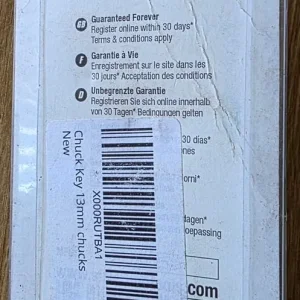 GB
Guaranteed Forever
Register online within 30 days*
Terms & conditions apply
F
Garantie à Vie
Enregistrement sur le site dans les
30 jours* Acceptation des conditions
D
Unbegrenzte Garantie
Registrieren Sie sich online innerhalb
von 30 Tagen* Bedingungen gelten
30 días*
nes
orni*
dagen*
oepassing
.com
X000RUTBA1
Chuck Key 13mm chucks
New